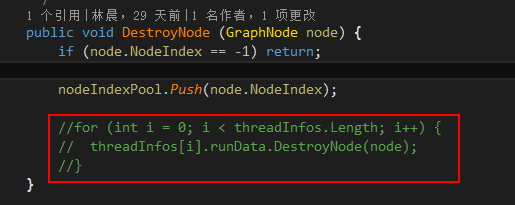 1 个引用|林晨，29 天前|1 名作者，1 项更改
public void DestroyNode (GraphNode node) {
if (node.NodeIndex == -1) return;
nodeIndexPool.Push(node.NodeIndex);
//for (int i = 0; i < threadInfos.Length; i++) {
//  threadInfos[i].runData.DestroyNode(node);
//}
}